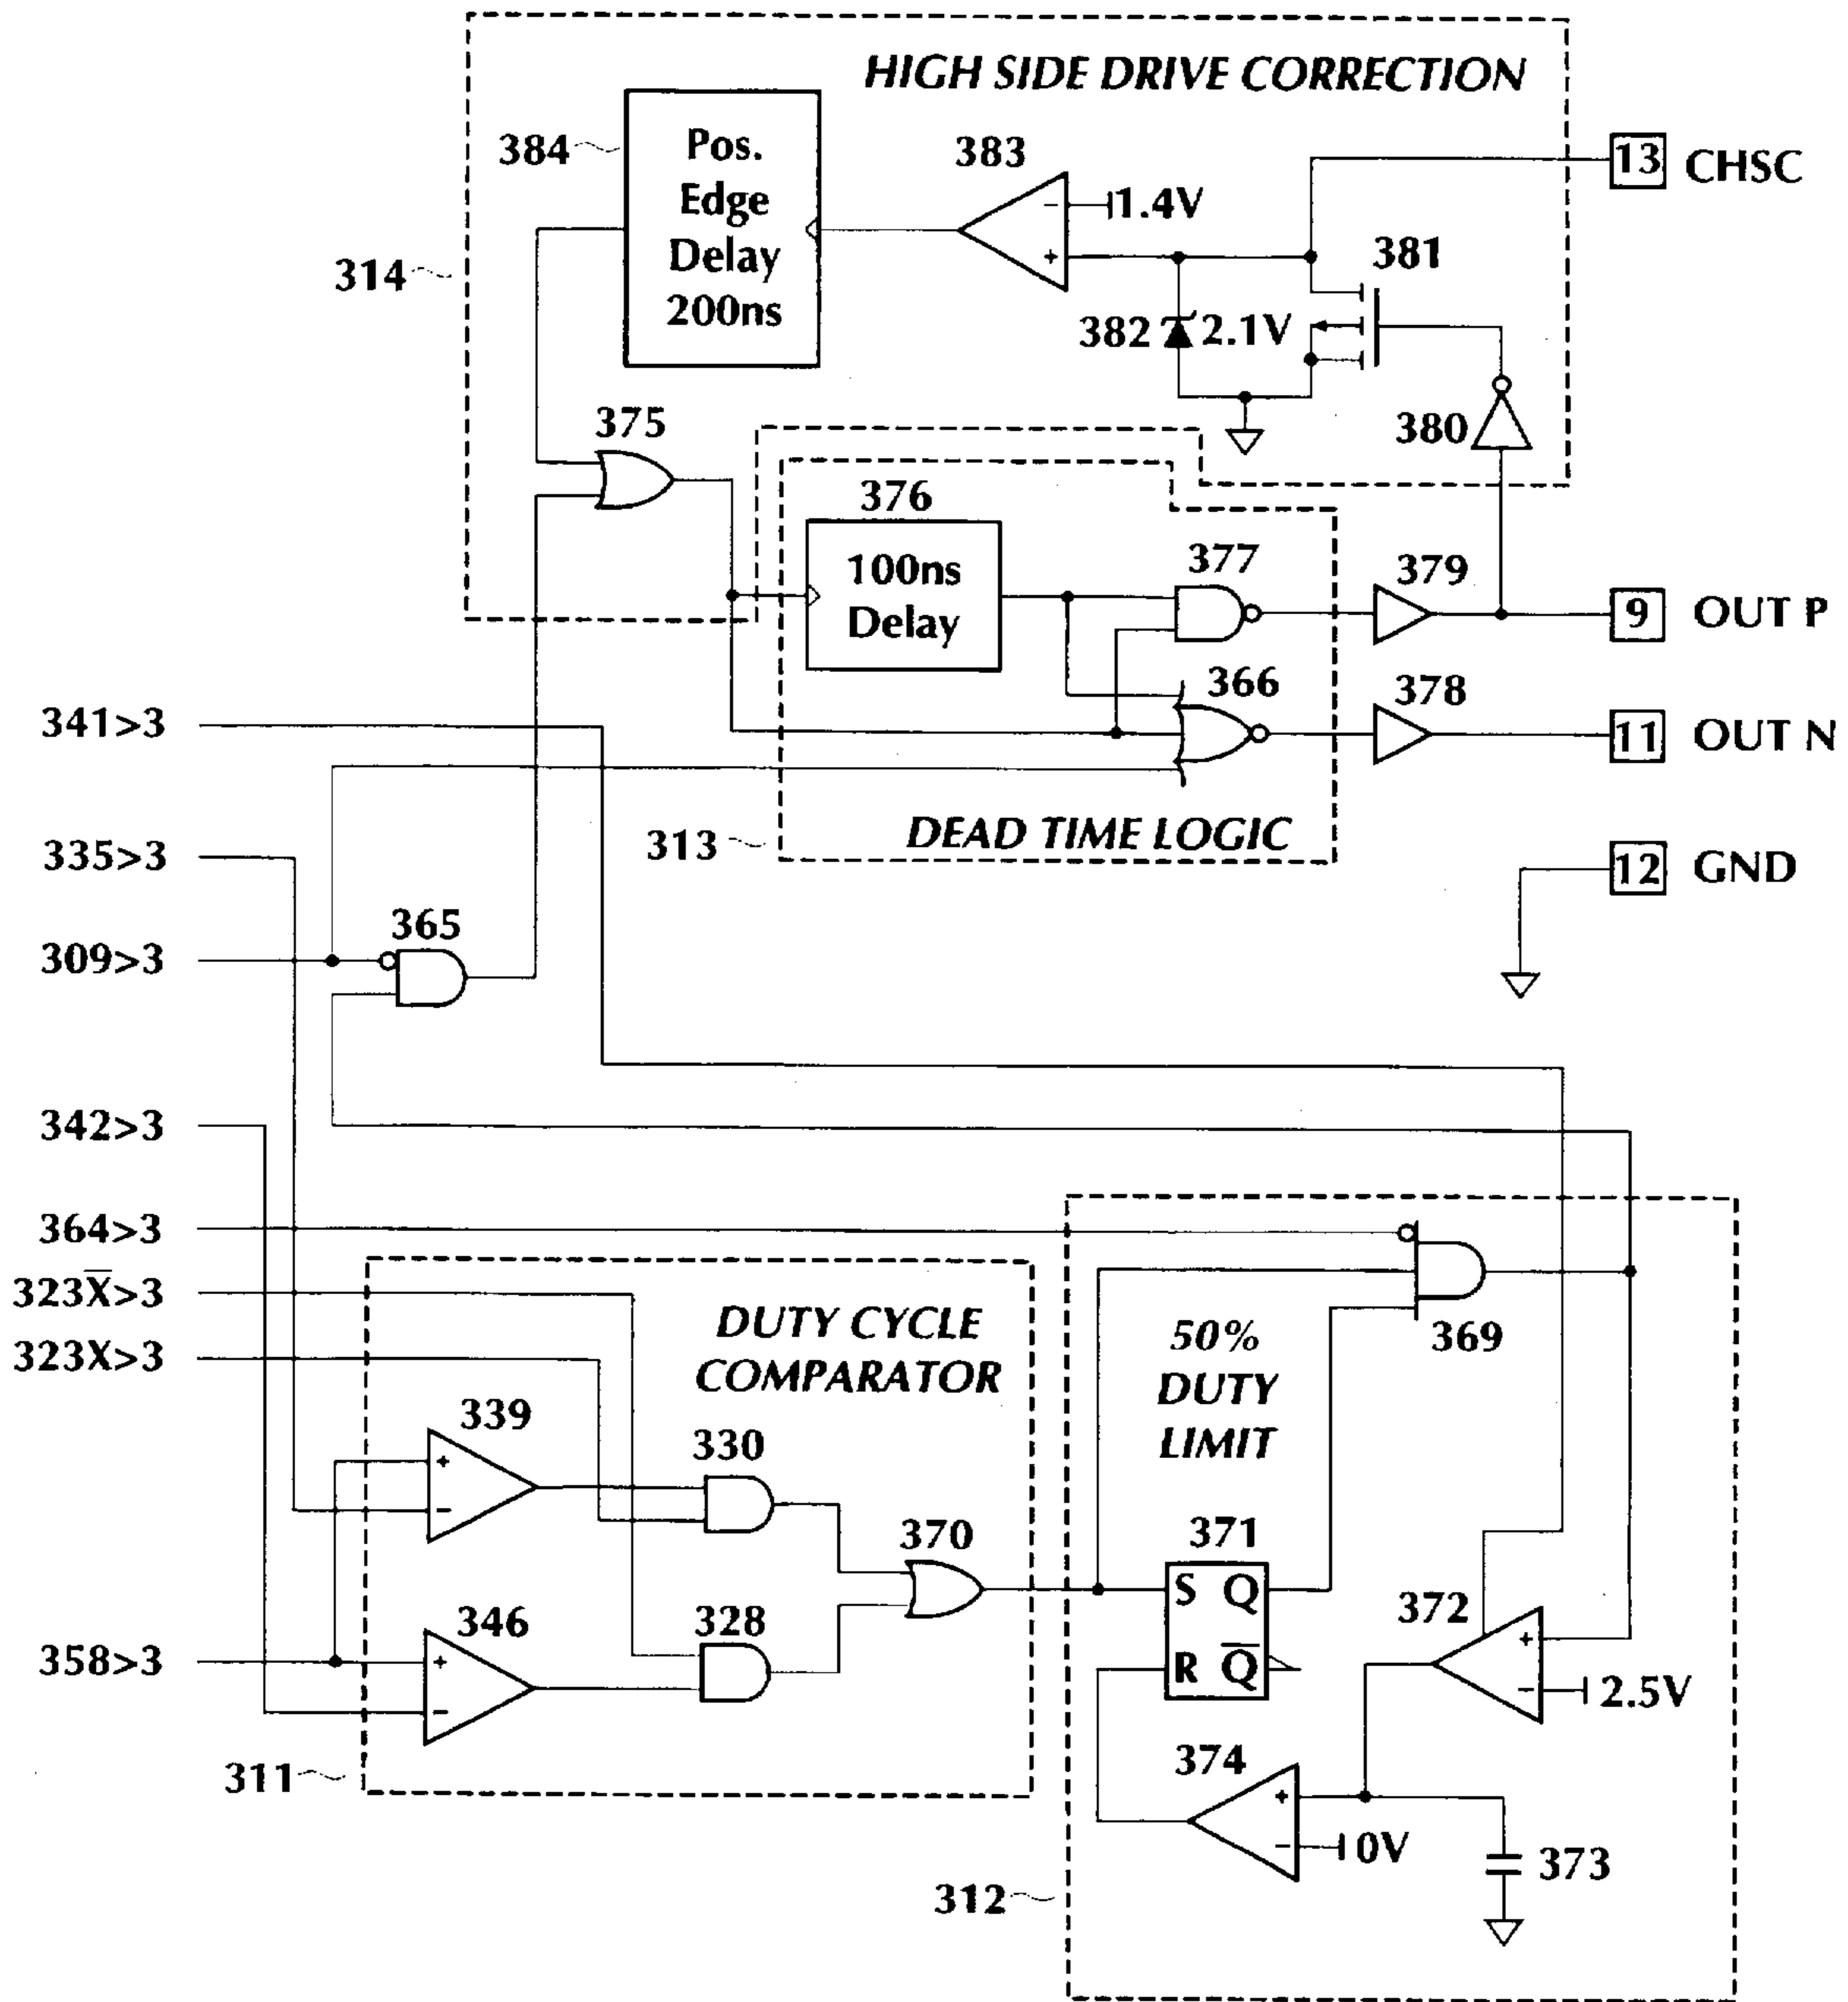 HIGH SIDE DRIVE CORRECTION
384
Pos.
Edge
Delay
200ns
383
-
1.4V
+
13 CHSC
314
381
382
2.1V
380
375
376
100ns
Delay
377
379
9 OUT P
366
378
11 OUT N
341>3
313
DEAD TIME LOGIC
335>3
12 GND
365
309>3
342>3
364>3
323X̅>3
323X>3
DUTY CYCLE
COMPARATOR
50%
DUTY
LIMIT
369
339
+
-
330
370
371
S Q
R Q̅
346
+
-
328
358>3
372
+
-
2.5V
311
374
+
-
0V
373
312